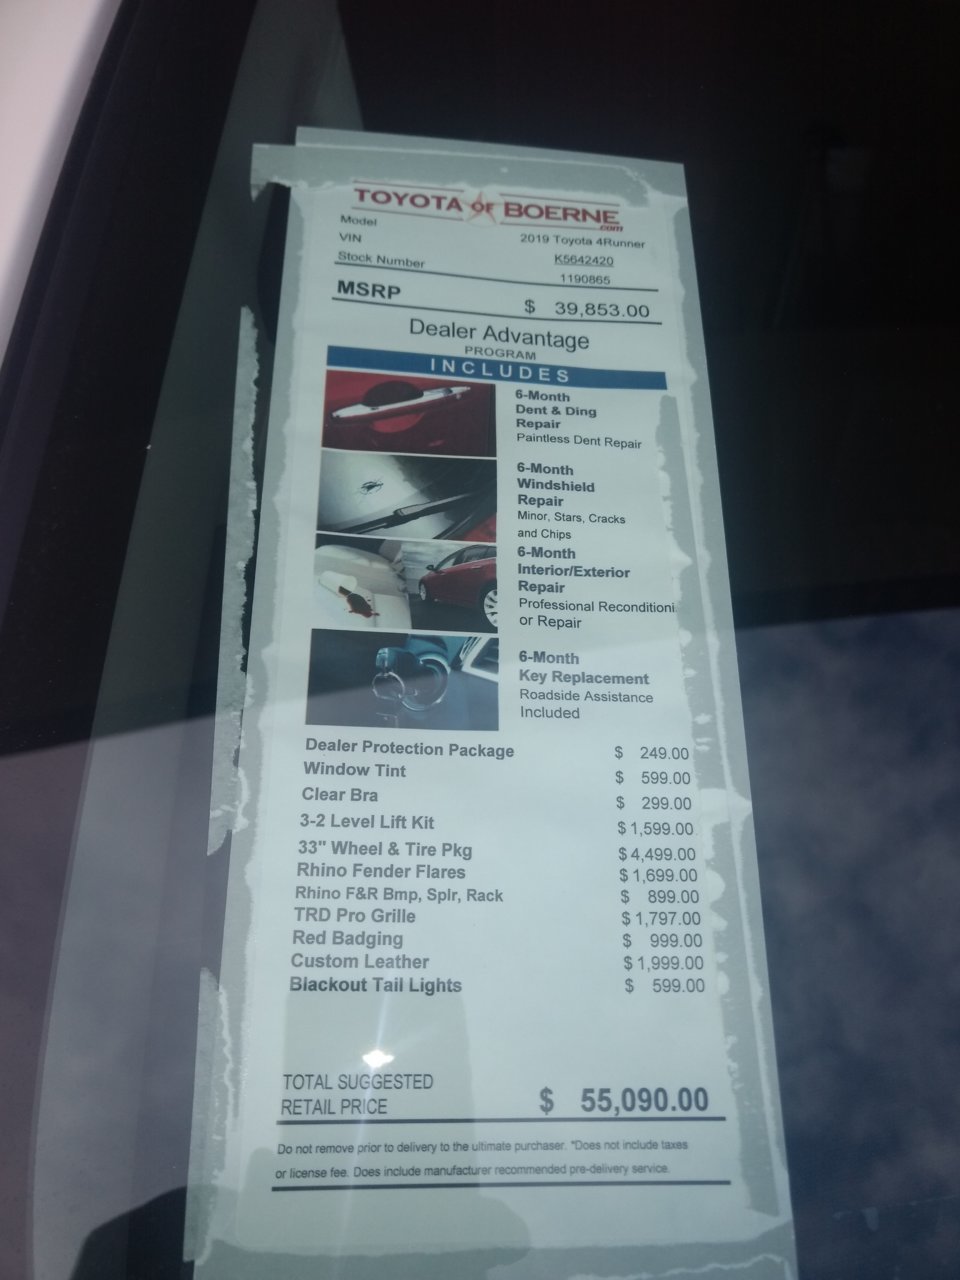 TOYOTA OF BOERNE
.com
Model 2019 Toyota 4Runner
VIN K5642420
Stock Number 1190865
MSRP $ 39,853.00
Dealer Advantage
PROGRAM
INCLUDES
6-Month
Dent & Ding
Repair
Paintless Dent Repair
6-Month
Windshield
Repair
Minor, Stars, Cracks
and Chips
6-Month
Interior/Exterior
Repair
Professional Reconditioni
or Repair
6-Month
Key Replacement
Roadside Assistance
Included
Dealer Protection Package $ 249.00
Window Tint $ 599.00
Clear Bra $ 299.00
3-2 Level Lift Kit $ 1,599.00
33" Wheel & Tire Pkg $ 4,499.00
Rhino Fender Flares $ 1,699.00
Rhino F&R Bmp, Splr, Rack $ 899.00
TRD Pro Grille $ 1,797.00
Red Badging $ 999.00
Custom Leather $ 1,999.00
Blackout Tail Lights $ 599.00
TOTAL SUGGESTED
RETAIL PRICE $ 55,090.00
Do not remove prior to delivery to the ultimate purchaser. *Does not include taxes
or license fee. Does include manufacturer recommended pre-delivery service.